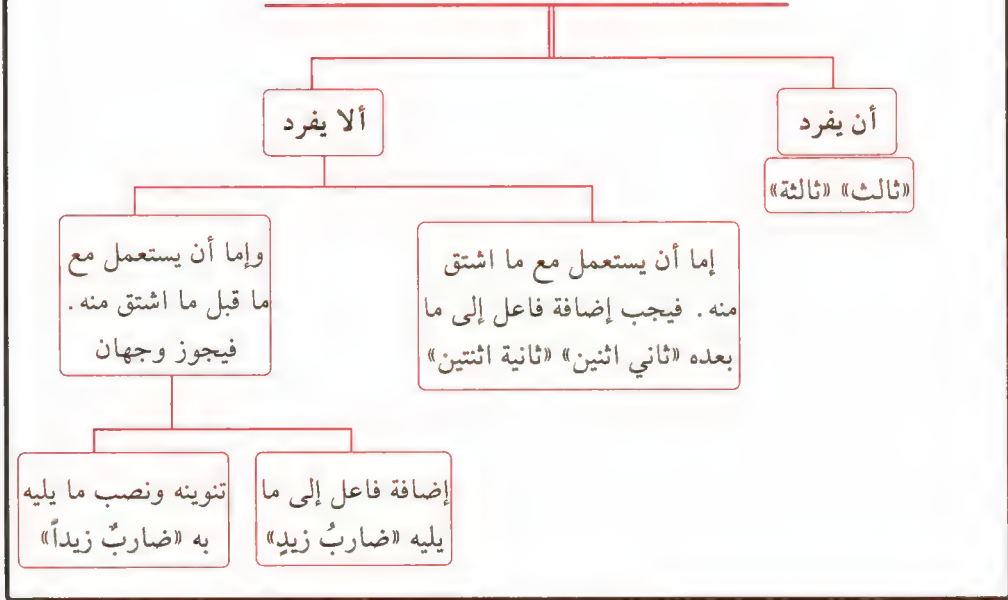 أن يفرد
«ثالث» «ثالثة»
ألا يفرد
إما أن يستعمل مع ما اشتق
منه. فيجب إضافة فاعل إلى ما
بعده «ثاني اثنين» «ثانية اثنتين»
وإما أن يستعمل مع
ما قبل ما اشتق منه.
فيجوز وجهان
إضافة فاعل إلى ما
يليه «ضاربُ زيدٍ»
تنوينه ونصب ما يليه
به «ضاربٌ زيداً»